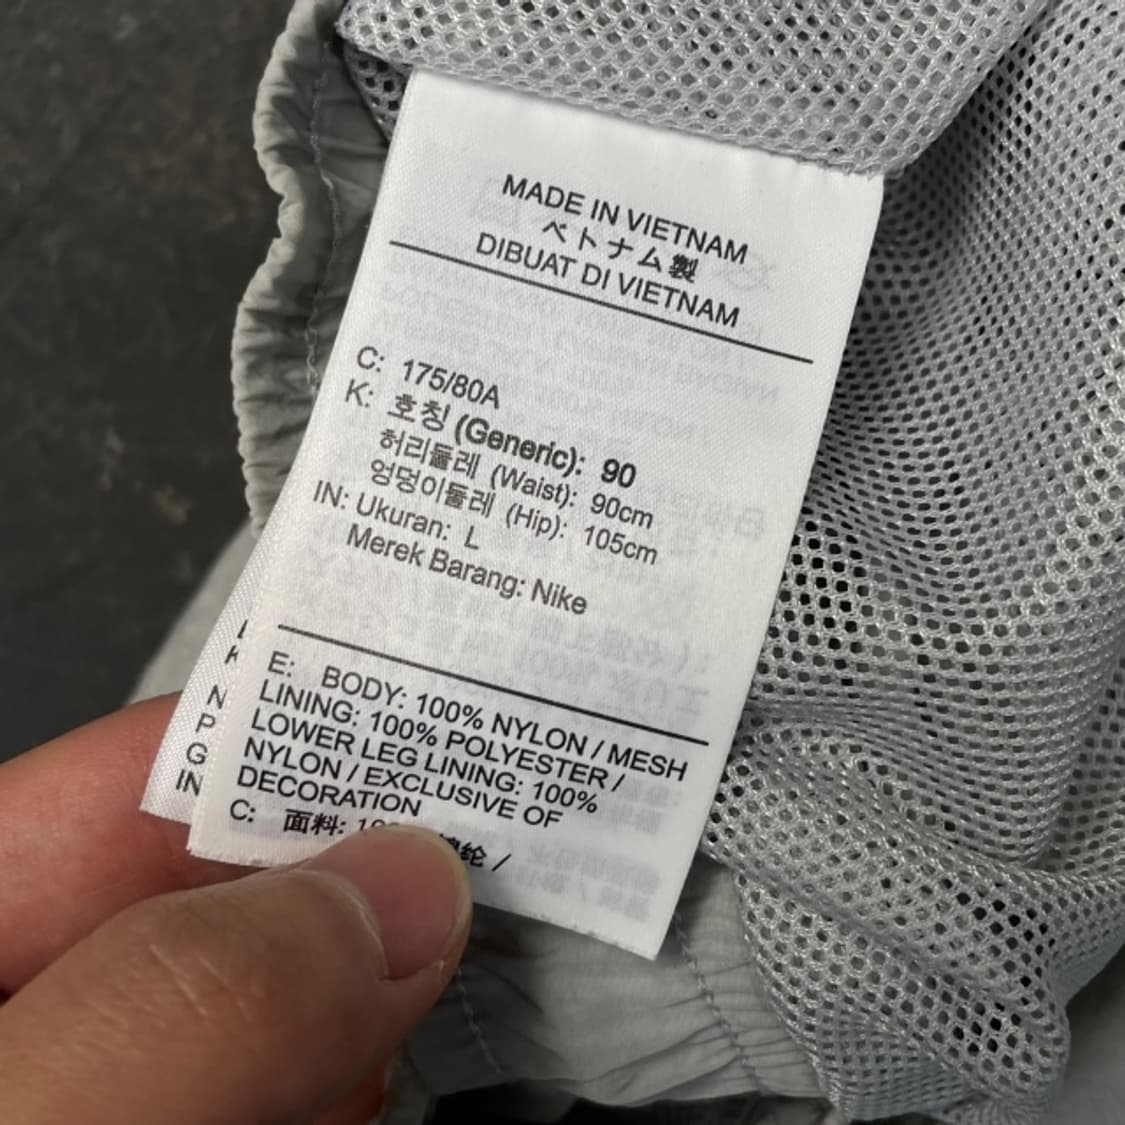 MADE IN VIETNAM
ベトナム製
DIBUAT DI VIETNAM
C: 175/80A
K: 호칭 (Generic): 90
허리둘레 (Waist): 90cm
엉덩이둘레 (Hip): 105cm
IN: Ukuran: L
Merek Barang: Nike
E: BODY: 100% NYLON / MESH
LINING: 100% POLYESTER /
LOWER LEG LINING: 100%
NYLON / EXCLUSIVE OF
DECORATION
C: 面料: /
N
P
G
IN